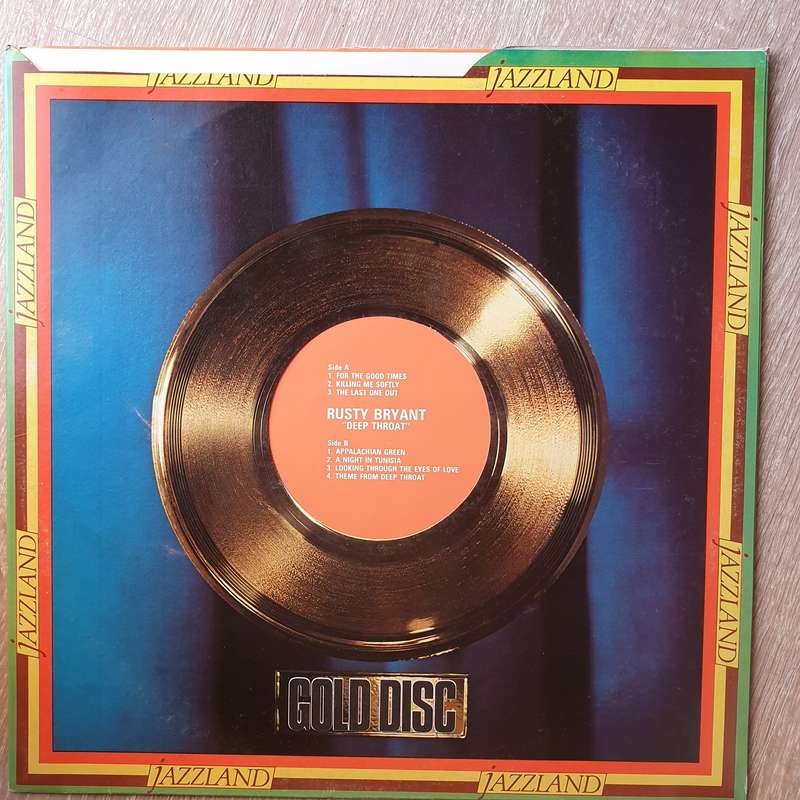 JAZZLAND
JAZZLAND
JAZZLAND
JAZZLAND
Side A
1. FOR THE GOOD TIMES
2. KILLING ME SOFTLY
3. THE LAST ONE OUT
RUSTY BRYANT
"DEEP THROAT"
Side B
1. APPALACHIAN GREEN
2. A NIGHT IN TUNISIA
3. LOOKING THROUGH THE EYES OF LOVE
4. THEME FROM DEEP THROAT
JAZZLAND
JAZZLAND
GOLD DISC
JAZZLAND
JAZZLAND